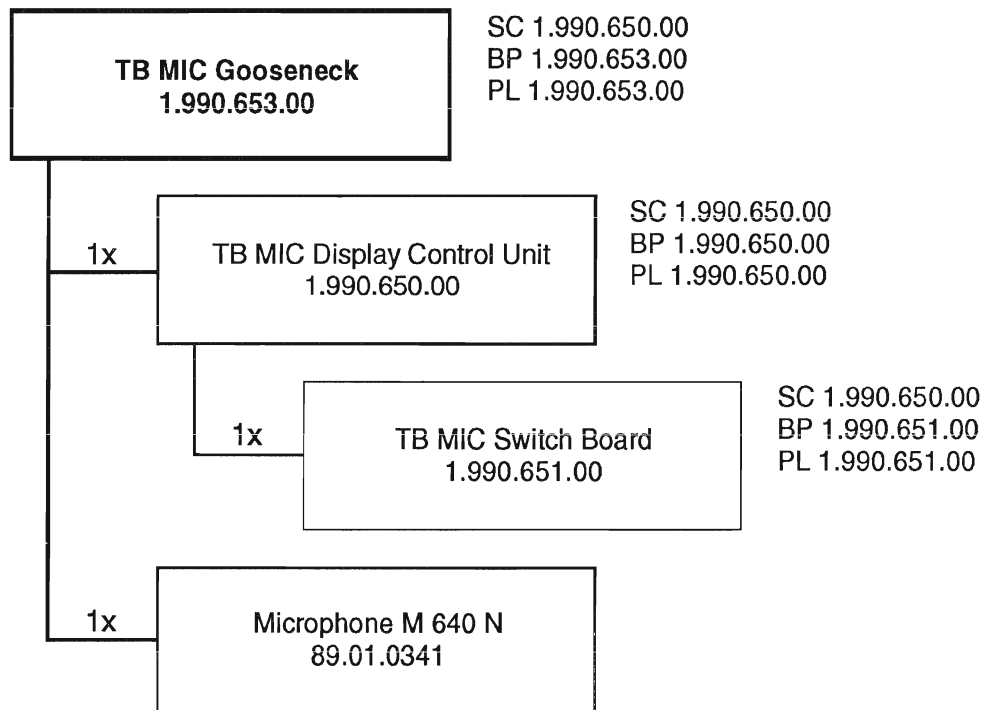 TB MIC Gooseneck
1.990.653.00
SC 1.990.650.00
BP 1.990.653.00
PL 1.990.653.00
1x
TB MIC Display Control Unit
1.990.650.00
SC 1.990.650.00
BP 1.990.650.00
PL 1.990.650.00
1x
TB MIC Switch Board
1.990.651.00
SC 1.990.650.00
BP 1.990.651.00
PL 1.990.651.00
1x
Microphone M 640 N
89.01.0341